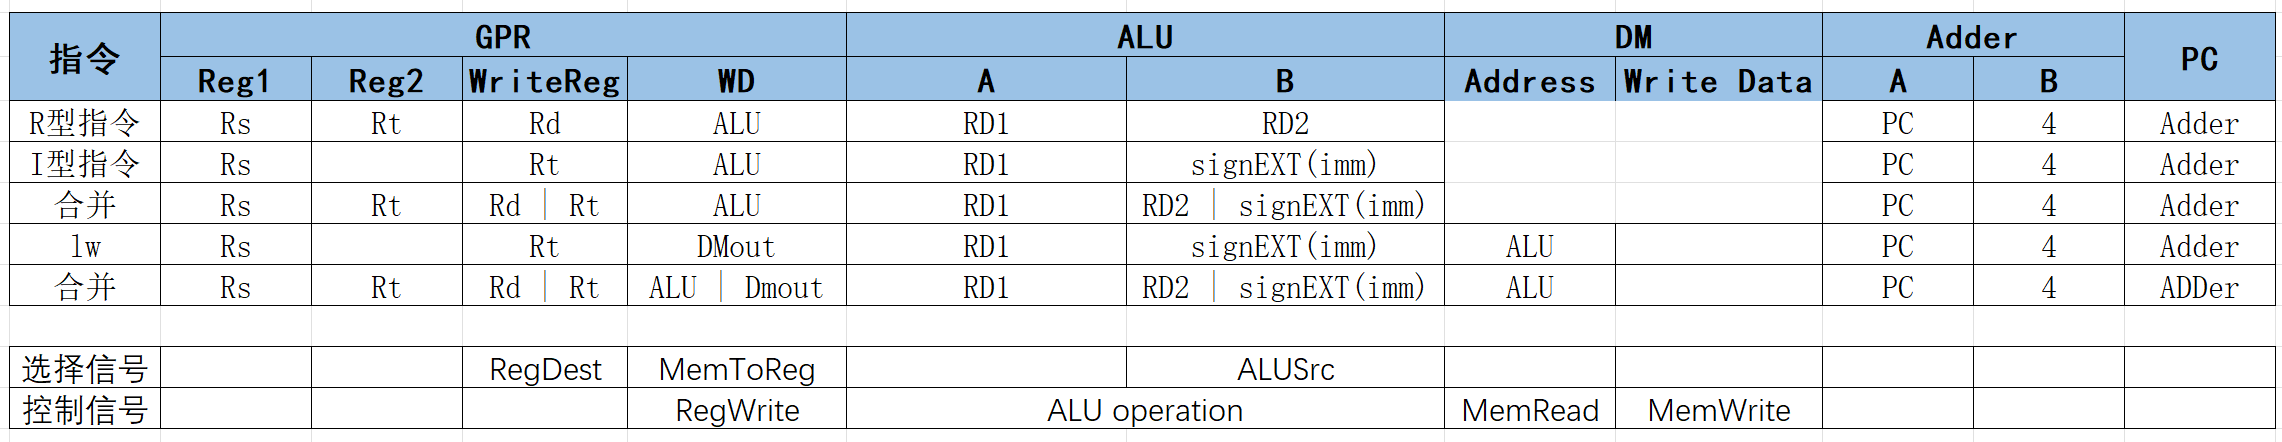 指令 GPR ALU DM Adder PC
Reg1 Reg2 WriteReg WD A B Address Write Data A B
R型指令 Rs Rt Rd ALU RD1 RD2 PC 4 Adder
I型指令 Rs Rt ALU RD1 signEXT(imm) PC 4 Adder
合并 Rs Rt Rd | Rt ALU RD1 RD2 | signEXT(imm) PC 4 Adder
lw Rs Rt DMout RD1 signEXT(imm) ALU PC 4 Adder
合并 Rs Rt Rd | Rt ALU | Dmout RD1 RD2 | signEXT(imm) ALU PC 4 ADDer
选择信号 RegDest MemToReg ALUSrc
控制信号 RegWrite ALU operation MemRead MemWrite